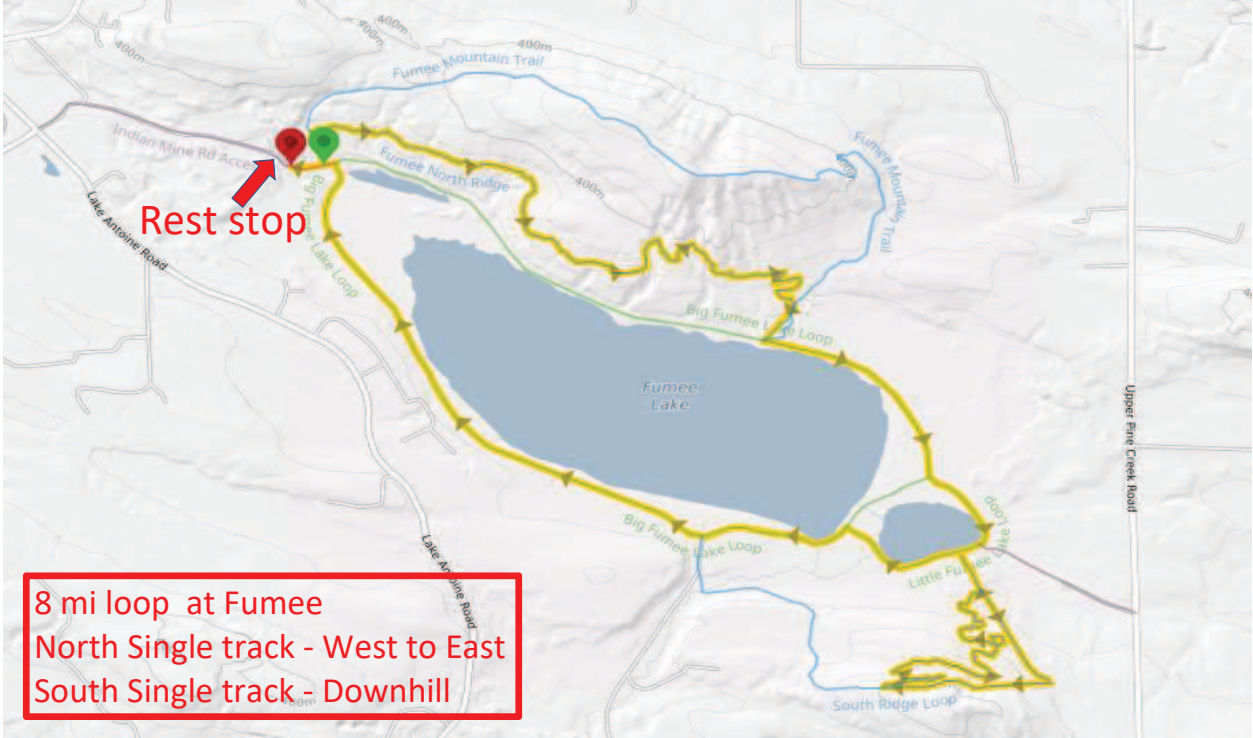 400m
400m
400m
400m
Fumee Mountain Trail
Indian Mine Rd Acce
Fumee North Ridge
400m
Fumee Mountain
Trail
Rest stop
Big Fumee Lake Loop
Lake Antoine Road
Big Fumee Lake Loop
Fumee
Lake
Upper Pine Creek Road
Lake Loop
Big Fumee Lake Loop
Little Fumee
Lake Antoine Road
8 mi loop at Fumee
North Single track - West to East
South Single track - Downhill
400m
South Ridge Loop